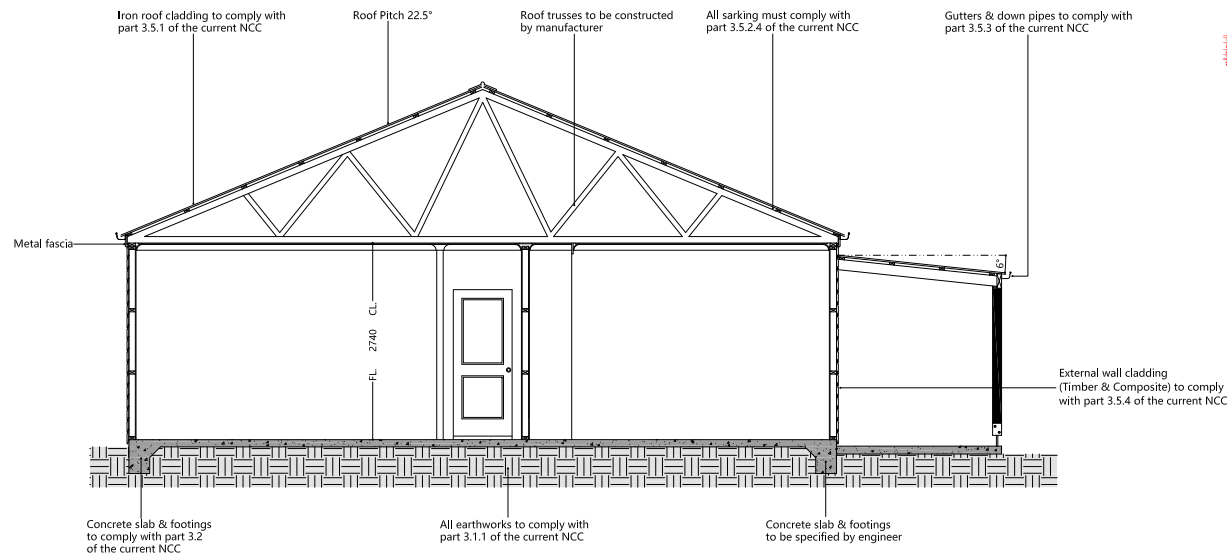 Iron roof cladding to comply with
part 3.5.1 of the current NCC
Roof Pitch 22.5°
Roof trusses to be constructed
by manufacturer
All sarking must comply with
part 3.5.2.4 of the current NCC
Gutters & down pipes to comply with
part 3.5.3 of the current NCC
Metal fascia
6°
FL. 2740 CL.
External wall cladding
(Timber & Composite) to comply
with part 3.5.4 of the current NCC
Concrete slab & footings
to comply with part 3.2
of the current NCC
All earthworks to comply with
part 3.1.1 of the current NCC
Concrete slab & footings
to be specified by engineer